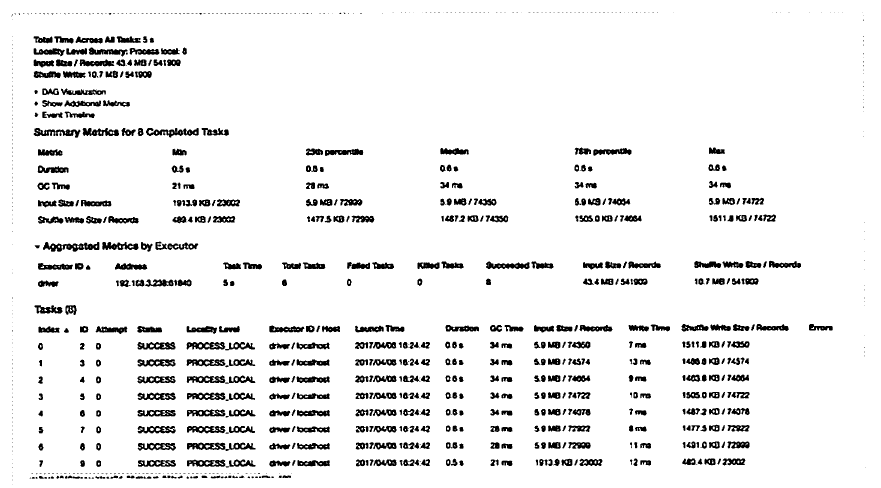 Total Time Across All Tasks: 5 s
Locality Level Summary: Process local: 8
Input Size / Records: 43.4 MB / 541909
Shuffle Write: 10.7 MB / 541909
DAG Visualization
Show Additional Metrics
Event Timeline
Summary Metrics for 8 Completed Tasks
Metric Min 25th percentile Median 75th percentile Max
Duration 0.5 s 0.6 s 0.6 s 0.6 s 0.6 s
GC Time 21 ms 28 ms 34 ms 34 ms 34 ms
Input Size / Records 1913.9 KB / 23002 5.9 MB / 72999 5.9 MB / 74350 5.9 MB / 74664 5.9 MB / 74722
Shuffle Write Size / Records 489.4 KB / 23002 1477.5 KB / 72999 1487.2 KB / 74350 1505.0 KB / 74664 1511.8 KB / 74722
Aggregated Metrics by Executor
Executor ID Address Task Time Total Tasks Failed Tasks Killed Tasks Succeeded Tasks Input Size / Records Shuffle Write Size / Records
driver 192.168.3.238:61840 5 s 8 0 0 8 43.4 MB / 541909 10.7 MB / 541909
Tasks (8)
Index ID Attempt Status Locality Level Executor ID / Host Launch Time Duration GC Time Input Size / Records Write Time Shuffle Write Size / Records Errors
0 2 0 SUCCESS PROCESS_LOCAL driver / localhost 2017/04/08 16:24:42 0.6 s 34 ms 5.9 MB / 74350 7 ms 1511.8 KB / 74350
1 3 0 SUCCESS PROCESS_LOCAL driver / localhost 2017/04/08 16:24:42 0.6 s 34 ms 5.9 MB / 74574 13 ms KB / 74574
2 4 0 SUCCESS PROCESS_LOCAL driver / localhost 2017/04/08 16:24:42 0.6 s 34 ms 5.9 MB / 74664 9 ms KB / 74664
3 5 0 SUCCESS PROCESS_LOCAL driver / localhost 2017/04/08 16:24:42 0.6 s 34 ms 5.9 MB / 74722 10 ms 1505.0 KB / 74722
4 6 0 SUCCESS PROCESS_LOCAL driver / localhost 2017/04/08 16:24:42 0.6 s 34 ms 5.9 MB / 74078 7 ms 1487.2 KB / 74078
5 7 0 SUCCESS PROCESS_LOCAL driver / localhost 2017/04/08 16:24:42 0.6 s 28 ms 5.9 MB / 72922 8 ms 1477.5 KB / 72922
6 8 0 SUCCESS PROCESS_LOCAL driver / localhost 2017/04/08 16:24:42 0.6 s 28 ms 5.9 MB / 72999 11 ms 1491.0 KB / 72999
7 9 0 SUCCESS PROCESS_LOCAL driver / localhost 2017/04/08 16:24:42 0.5 s 21 ms 1913.9 KB / 23002 12 ms 489.4 KB / 23002